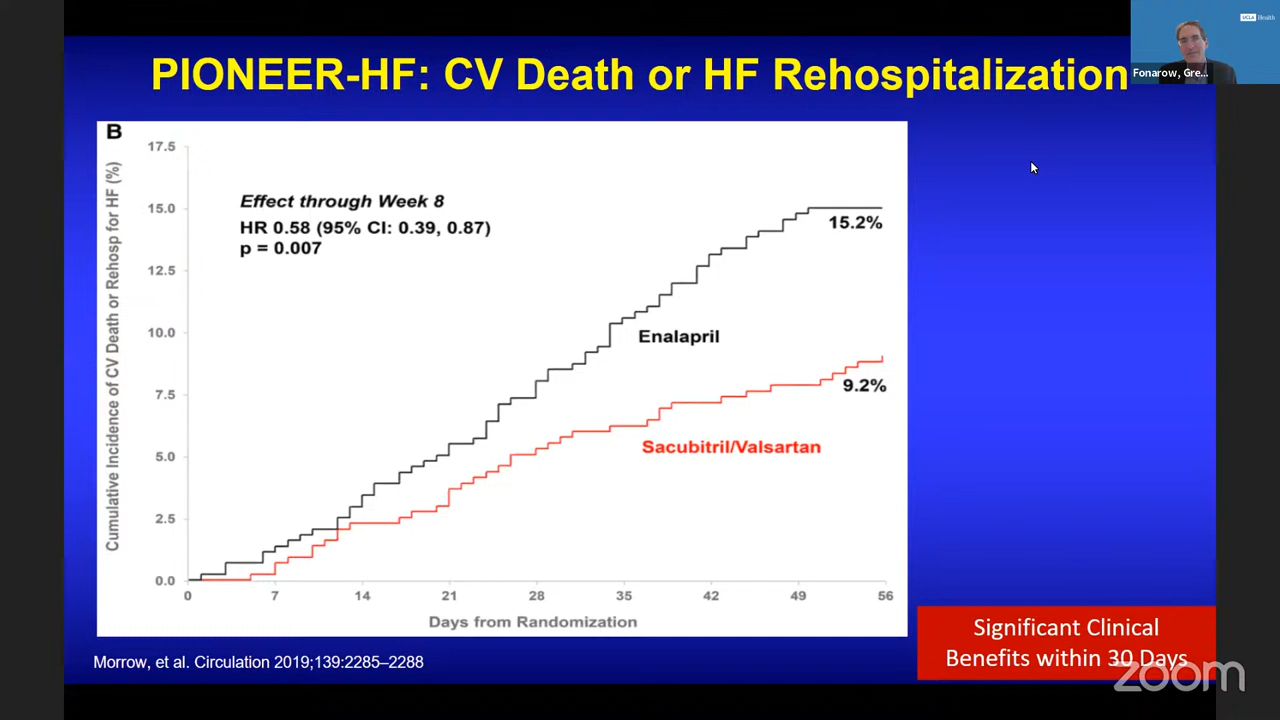 UCLA Health
Fonarow, Gre...
PIONEER-HF: CV Death or HF Rehospitalization
B
Cumulative Incidence of CV Death or Rehosp for HF (%)
17.5
15.0
12.5
10.0
7.5
5.0
2.5
0.0
Effect through Week 8
HR 0.58 (95% CI: 0.39, 0.87)
p = 0.007
15.2%
Enalapril
9.2%
Sacubitril/Valsartan
0 7 14 21 28 35 42 49 56
Days from Randomization
Significant Clinical
Benefits within 30 Days
Morrow, et al. Circulation 2019;139:2285–2288
zoom